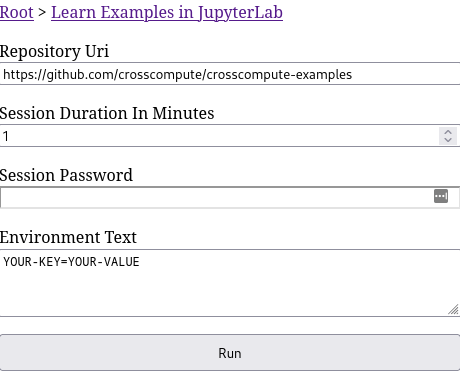 Root > Learn Examples in JupyterLab
Repository Uri
https://github.com/crosscompute/crosscompute-examples
Session Duration In Minutes
1
Session Password
Environment Text
YOUR-KEY=YOUR-VALUE
Run